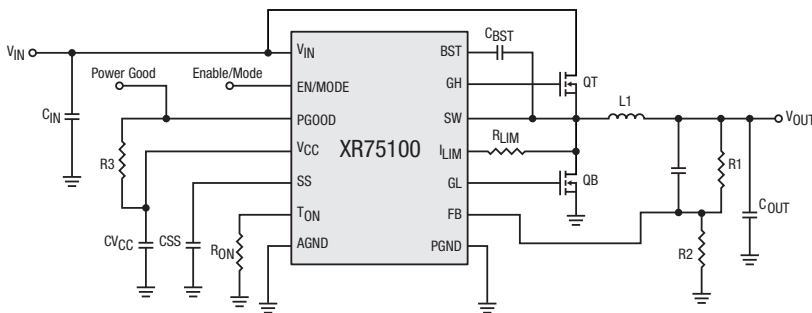 VIN
VIN
BST
CBST
Power Good
Enable/Mode
EN/MODE
GH
QT
CIN
PGOOD
SW
L1
VOUT
R3
VCC
XR75100
ILIM
RLIM
R1
SS
GL
QB
TON
FB
COUT
CVCC
CSS
RON
AGND
PGND
R2